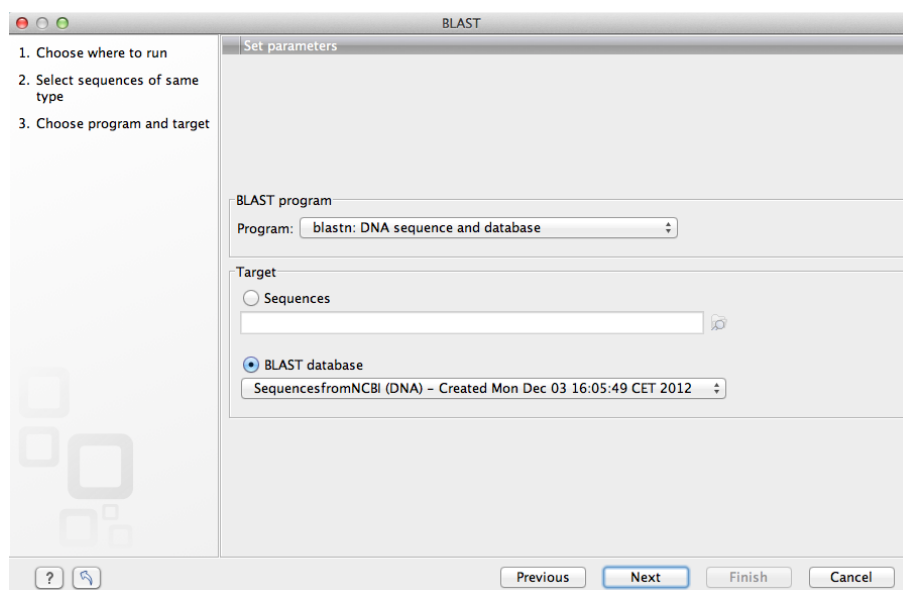 BLAST
1. Choose where to run
2. Select sequences of same
type
3. Choose program and target
Set parameters
BLAST program
Program: blastn: DNA sequence and database
Target
Sequences
BLAST database
SequencesfromNCBI (DNA) – Created Mon Dec 03 16:05:49 CET 2012
? Previous Next Finish Cancel